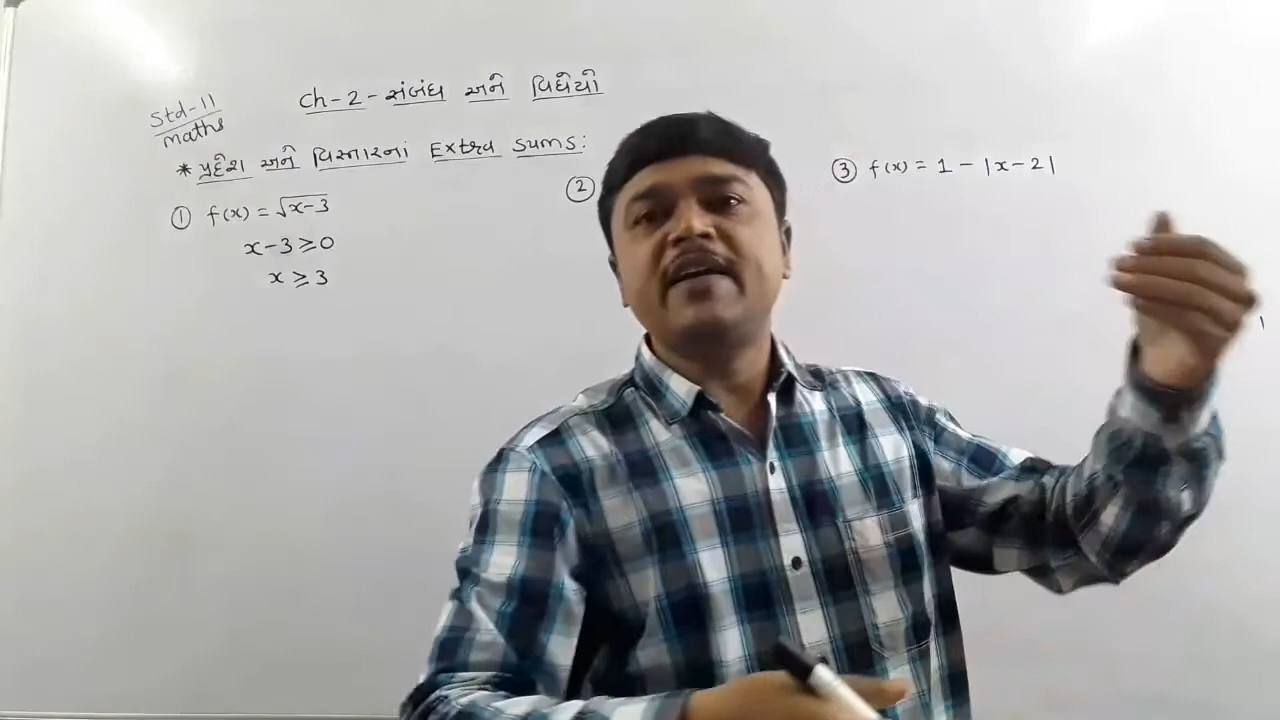 Std-11
maths
Ch-2-સંબંધ અને વિધેયો
* પ્રદેશ અને વિસ્તારનાં Extra sums:
① f(x) = √x-3
x-3 ⩾ 0
x ⩾ 3
②
③ f(x) = 1 - |x-2|